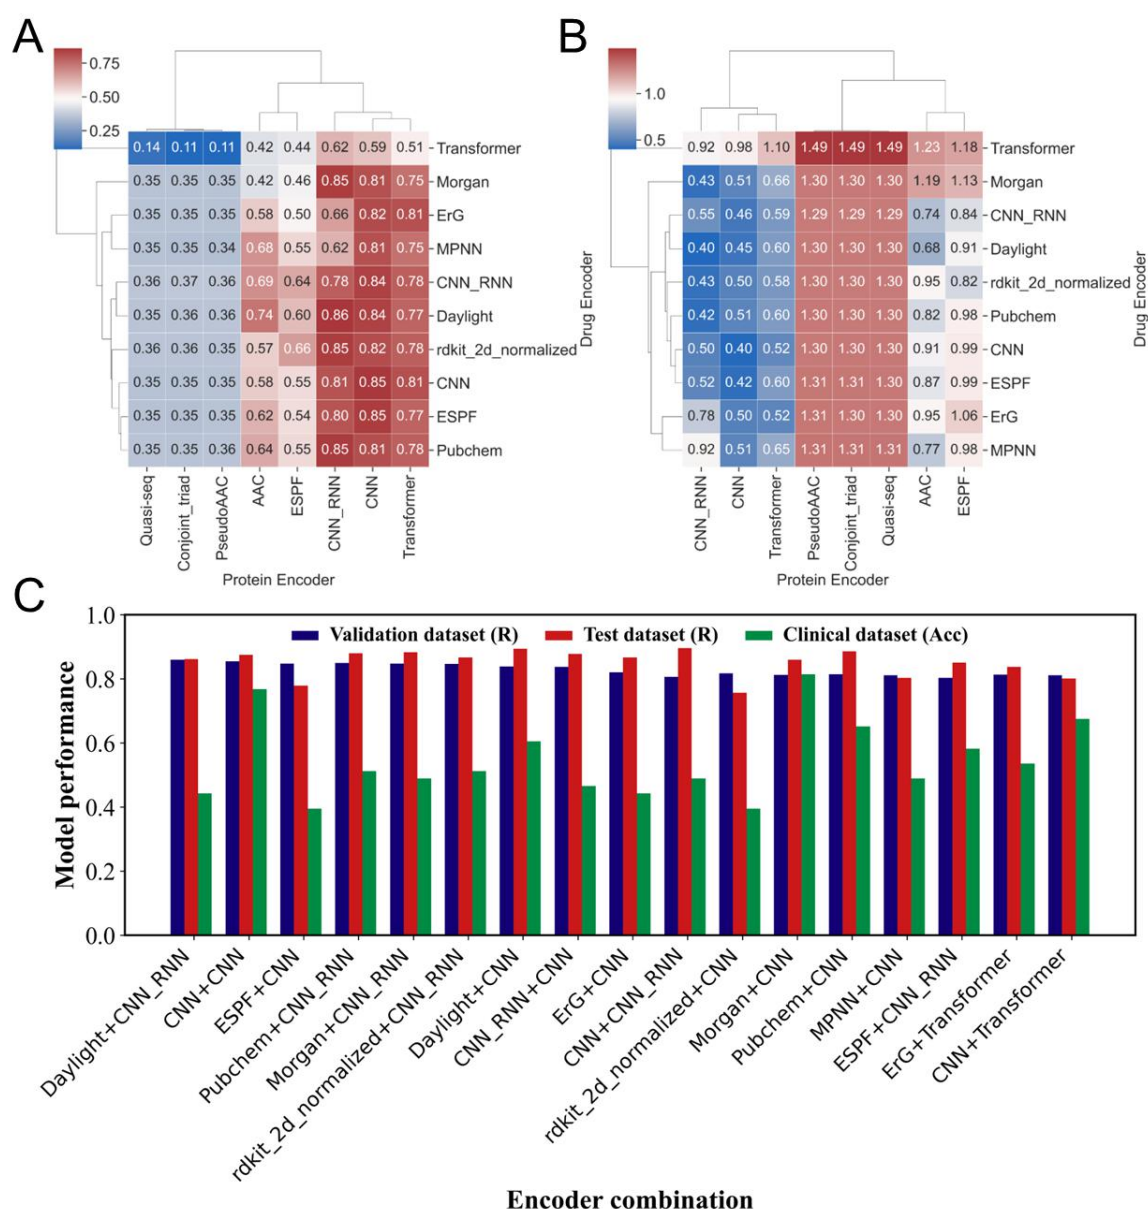 A
0.75
0.50
0.25
0.14 0.11 0.11 0.42 0.44 0.62 0.59 0.51 Transformer
0.35 0.35 0.35 0.42 0.46 0.85 0.81 0.75 Morgan
0.35 0.35 0.35 0.58 0.50 0.66 0.82 0.81 ErG
0.35 0.35 0.34 0.68 0.55 0.62 0.81 0.75 MPNN
0.36 0.37 0.36 0.69 0.64 0.78 0.84 0.78 CNN_RNN
0.35 0.36 0.36 0.74 0.60 0.86 0.84 0.77 Daylight
0.36 0.36 0.35 0.57 0.66 0.85 0.82 0.78 rdkit_2d_normalized
0.35 0.35 0.35 0.58 0.55 0.81 0.85 0.81 CNN
0.35 0.35 0.35 0.62 0.54 0.80 0.85 0.77 ESPF
0.35 0.35 0.36 0.64 0.55 0.85 0.81 0.78 Pubchem
Drug Encoder
Quasi-seq
Conjoint_triad
PseudoAAC
AAC
ESPF
CNN_RNN
CNN
Transformer
Protein Encoder
B
1.0
0.5
0.92 0.98 1.10 1.49 1.49 1.49 1.23 1.18 Transformer
0.43 0.51 0.66 1.30 1.30 1.30 1.19 1.13 Morgan
0.55 0.46 0.59 1.29 1.29 1.29 0.74 0.84 CNN_RNN
0.40 0.45 0.60 1.30 1.30 1.30 0.68 0.91 Daylight
0.43 0.50 0.58 1.30 1.30 1.30 0.95 0.82 rdkit_2d_normalized
0.42 0.51 0.60 1.30 1.30 1.30 0.82 0.98 Pubchem
0.50 0.40 0.52 1.30 1.30 1.30 0.91 0.99 CNN
0.52 0.42 0.60 1.31 1.31 1.30 0.87 0.99 ESPF
0.78 0.50 0.52 1.31 1.30 1.30 0.95 1.06 ErG
0.92 0.51 0.65 1.31 1.31 1.31 0.77 0.98 MPNN
Drug Encoder
CNN_RNN
CNN
Transformer
PseudoAAC
Conjoint_triad
Quasi-seq
AAC
ESPF
Protein Encoder
C
Validation dataset (R) Test dataset (R) Clinical dataset (Acc)
1.0
0.8
0.6
0.4
0.2
0.0
Model performance
Daylight+CNN_RNN
CNN+CNN
ESPF+CNN
Pubchem+CNN_RNN
Morgan+CNN_RNN
rdkit_2d_normalized+CNN_RNN
Daylight+CNN
CNN_RNN+CNN
ErG+CNN
CNN+CNN_RNN
rdkit_2d_normalized+CNN
Morgan+CNN
Pubchem+CNN
MPNN+CNN
ESPF+CNN_RNN
ErG+Transformer
CNN+Transformer
Encoder combination